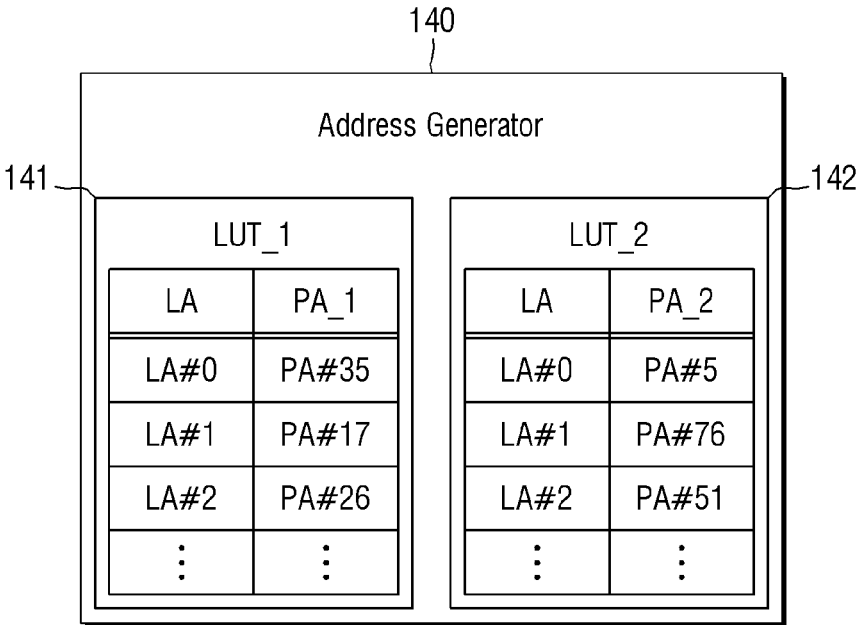 140
Address Generator
141
142
LUT_1
LA PA_1
LA#0 PA#35
LA#1 PA#17
LA#2 PA#26
⋮ ⋮
LUT_2
LA PA_2
LA#0 PA#5
LA#1 PA#76
LA#2 PA#51
⋮ ⋮